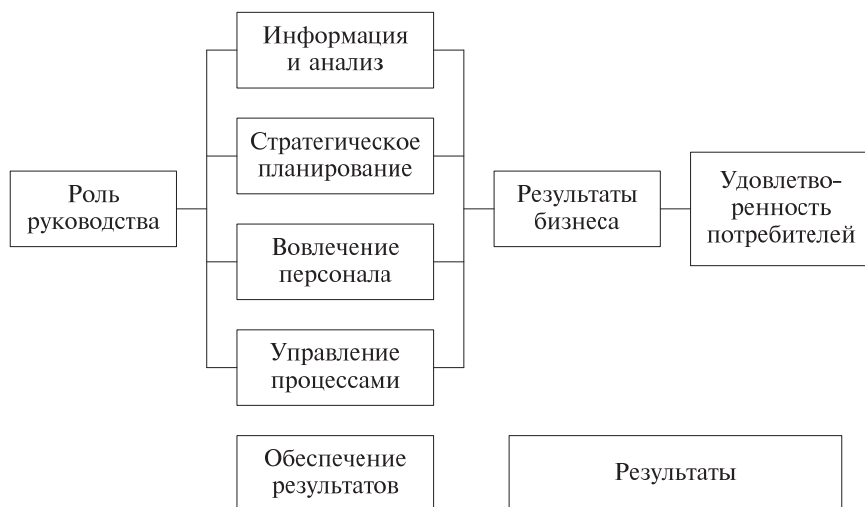 Информация
и анализ
Стратегическое
планирование
Роль
руководства
Вовлечение
персонала
Управление
процессами
Результаты
бизнеса
Удовлетво-
ренность
потребителей
Обеспечение
результатов
Результаты